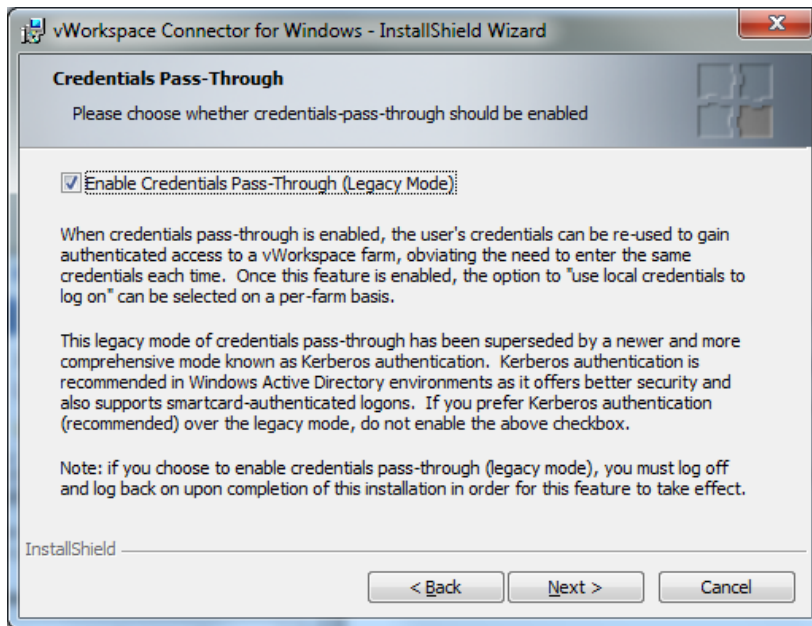 vWorkspace Connector for Windows - InstallShield Wizard
Credentials Pass-Through
Please choose whether credentials-pass-through should be enabled
Enable Credentials Pass-Through (Legacy Mode)
When credentials pass-through is enabled, the user's credentials can be re-used to gain
authenticated access to a vWorkspace farm, obviating the need to enter the same
credentials each time.  Once this feature is enabled, the option to "use local credentials to
log on" can be selected on a per-farm basis.
This legacy mode of credentials pass-through has been superseded by a newer and more
comprehensive mode known as Kerberos authentication.  Kerberos authentication is
recommended in Windows Active Directory environments as it offers better security and
also supports smartcard-authenticated logons.  If you prefer Kerberos authentication
(recommended) over the legacy mode, do not enable the above checkbox.
Note: if you choose to enable credentials pass-through (legacy mode), you must log off
and log back on upon completion of this installation in order for this feature to take effect.
InstallShield
< Back
Next >
Cancel